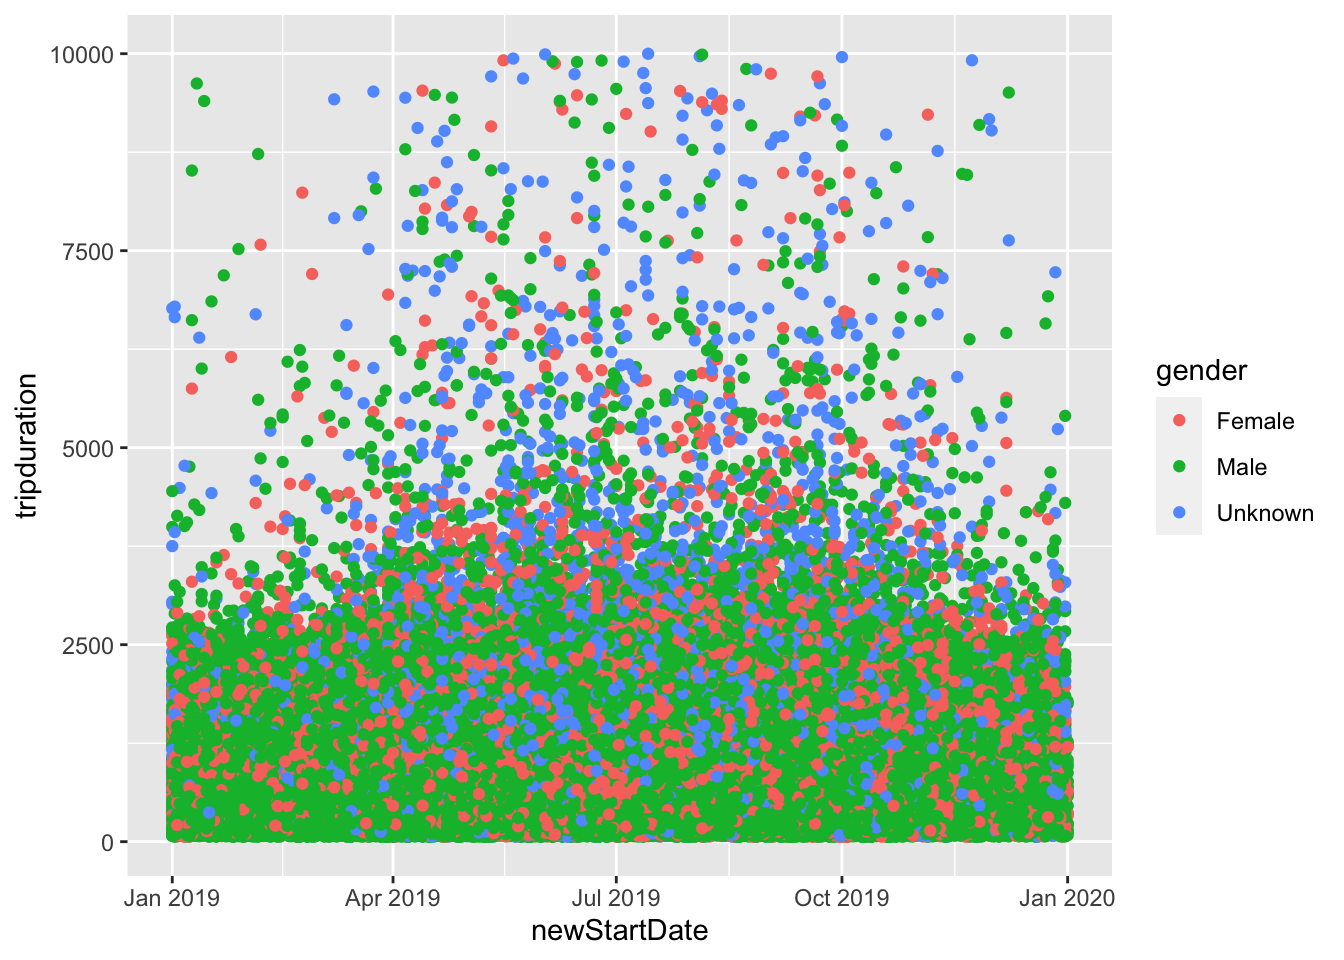 10000
7500
5000
2500
0
tripduration
Jan 2019 Apr 2019 Jul 2019 Oct 2019 Jan 2020
newStartDate
gender
Female
Male
Unknown